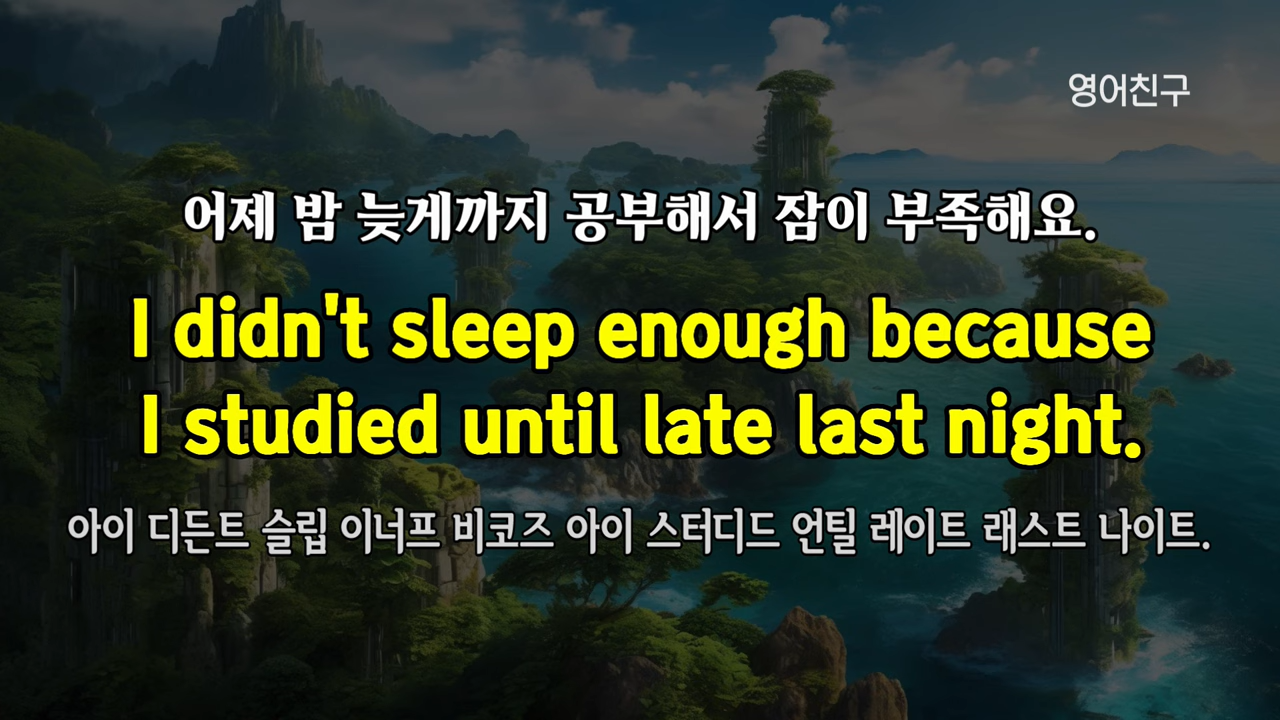 영어친구
어제 밤 늦게까지 공부해서 잠이 부족해요.
I didn't sleep enough because
I studied until late last night.
아이 디든트 슬립 이너프 비코즈 아이 스터디드 언틸 레이트 래스트 나이트.